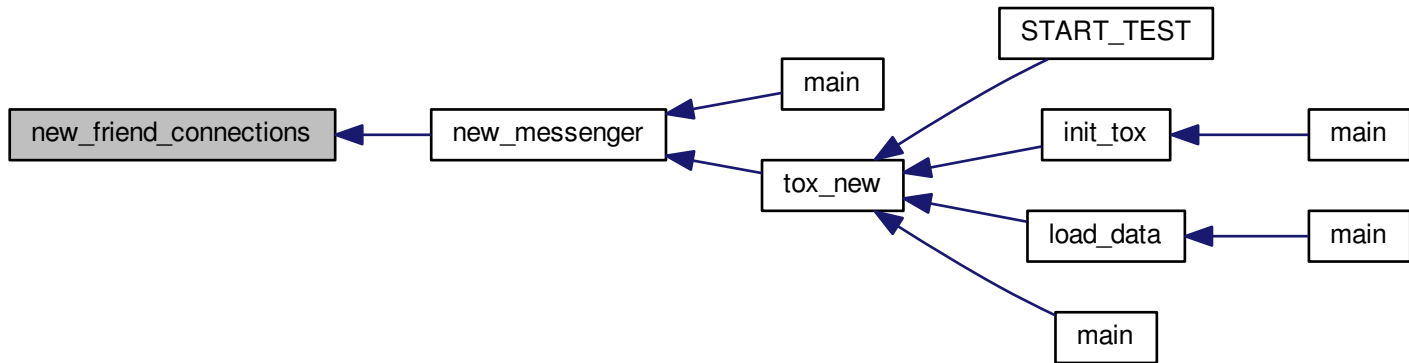 new_friend_connections
new_messenger
main
tox_new
START_TEST
init_tox
main
load_data
main
main